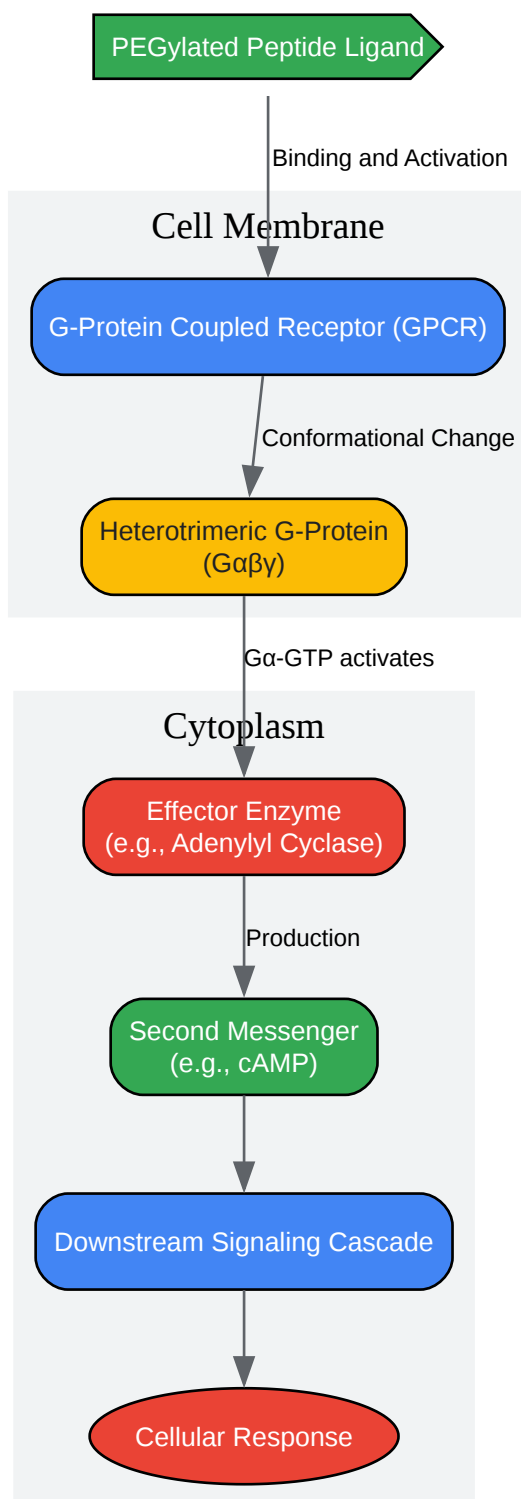 PEGylated Peptide Ligand
Binding and Activation
Cell Membrane
G-Protein Coupled Receptor (GPCR)
Conformational Change
Heterotrimeric G-Protein
(Gαβγ)
Gα-GTP activates
Cytoplasm
Effector Enzyme
(e.g., Adenylyl Cyclase)
Production
Second Messenger
(e.g., cAMP)
Downstream Signaling Cascade
Cellular Response